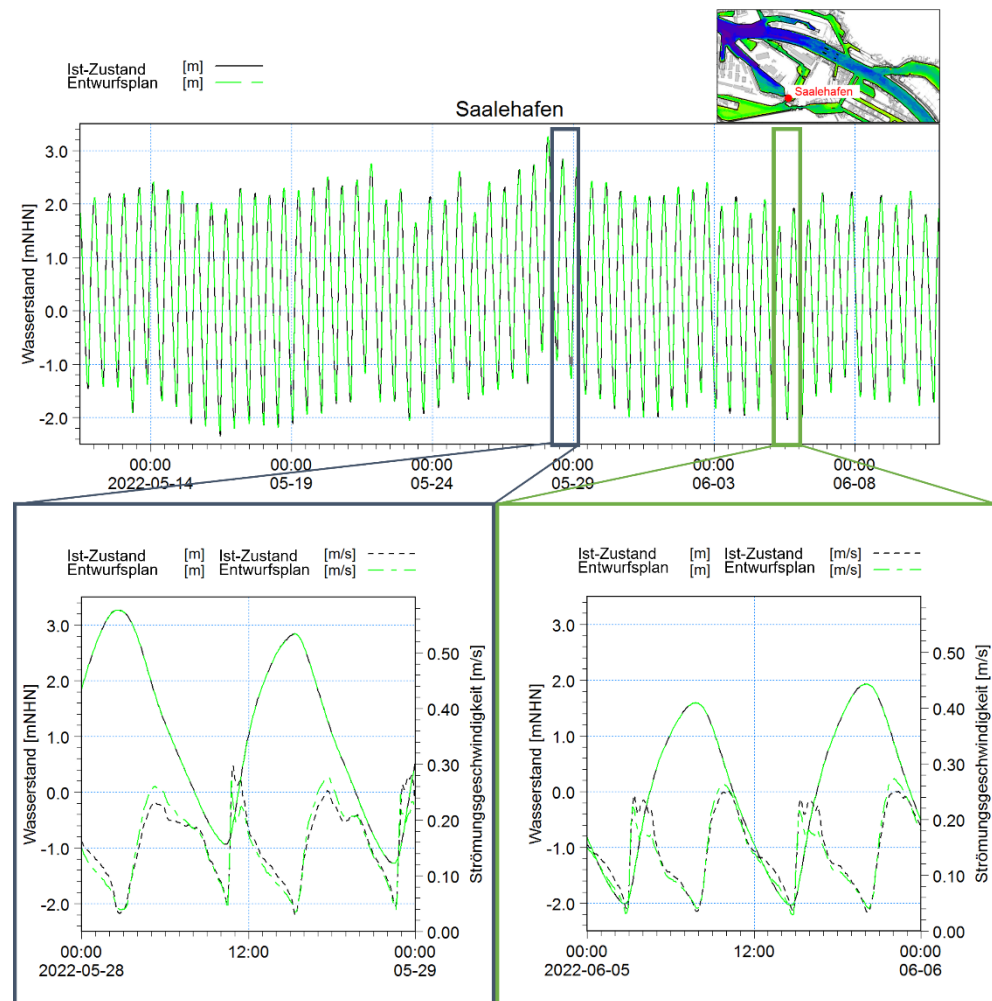 Saalehafen
Ist-Zustand [m]
Entwurfsplan [m]
Saalehafen
Wasserstand [mNHN]
3.0
2.0
1.0
0.0
-1.0
-2.0
00:00 00:00 00:00 00:00 00:00 00:00
2022-05-14 05-19 05-24 05-29 06-03 06-08
Ist-Zustand [m] Ist-Zustand [m/s]
Entwurfsplan [m] Entwurfsplan [m/s]
Wasserstand [mNHN]
3.0
2.0
1.0
0.0
-1.0
-2.0
0.50
0.40
0.30
0.20
0.10
0.00
Strömungsgeschwindigkeit [m/s]
00:00 12:00 00:00
2022-05-28 05-29
Ist-Zustand [m] Ist-Zustand [m/s]
Entwurfsplan [m] Entwurfsplan [m/s]
Wasserstand [mNHN]
3.0
2.0
1.0
0.0
-1.0
-2.0
0.50
0.40
0.30
0.20
0.10
0.00
Strömungsgeschwindigkeit [m/s]
00:00 12:00 00:00
2022-06-05 06-06